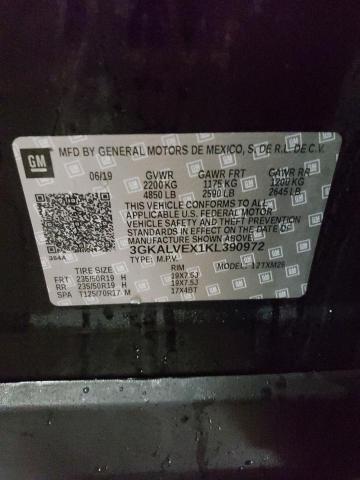 GM MFD BY GENERAL MOTORS DE MEXICO, S. DE R.L. DE C.V.
06/19 GVWR GAWR FRT GAWR RR
2200 KG 1175 KG 1200 KG
4850 LB 2590 LB 2645 LB
THIS VEHICLE CONFORMS TO ALL
APPLICABLE U.S. FEDERAL MOTOR
VEHICLE SAFETY AND THEFT
PREVENTION STANDARDS IN EFFECT ON
THE DATE OF MANUFACTURE SHOWN ABOVE.
3GKALVEX1KL390972
384A TYPE: M.P.V. MODEL: 1TXM26
TIRE SIZE RIM
FRT 235/50R19 H 19X7.5J
RR 235/50R19 H 19X7.5J
SPA T125/70R17 M 17X4BT